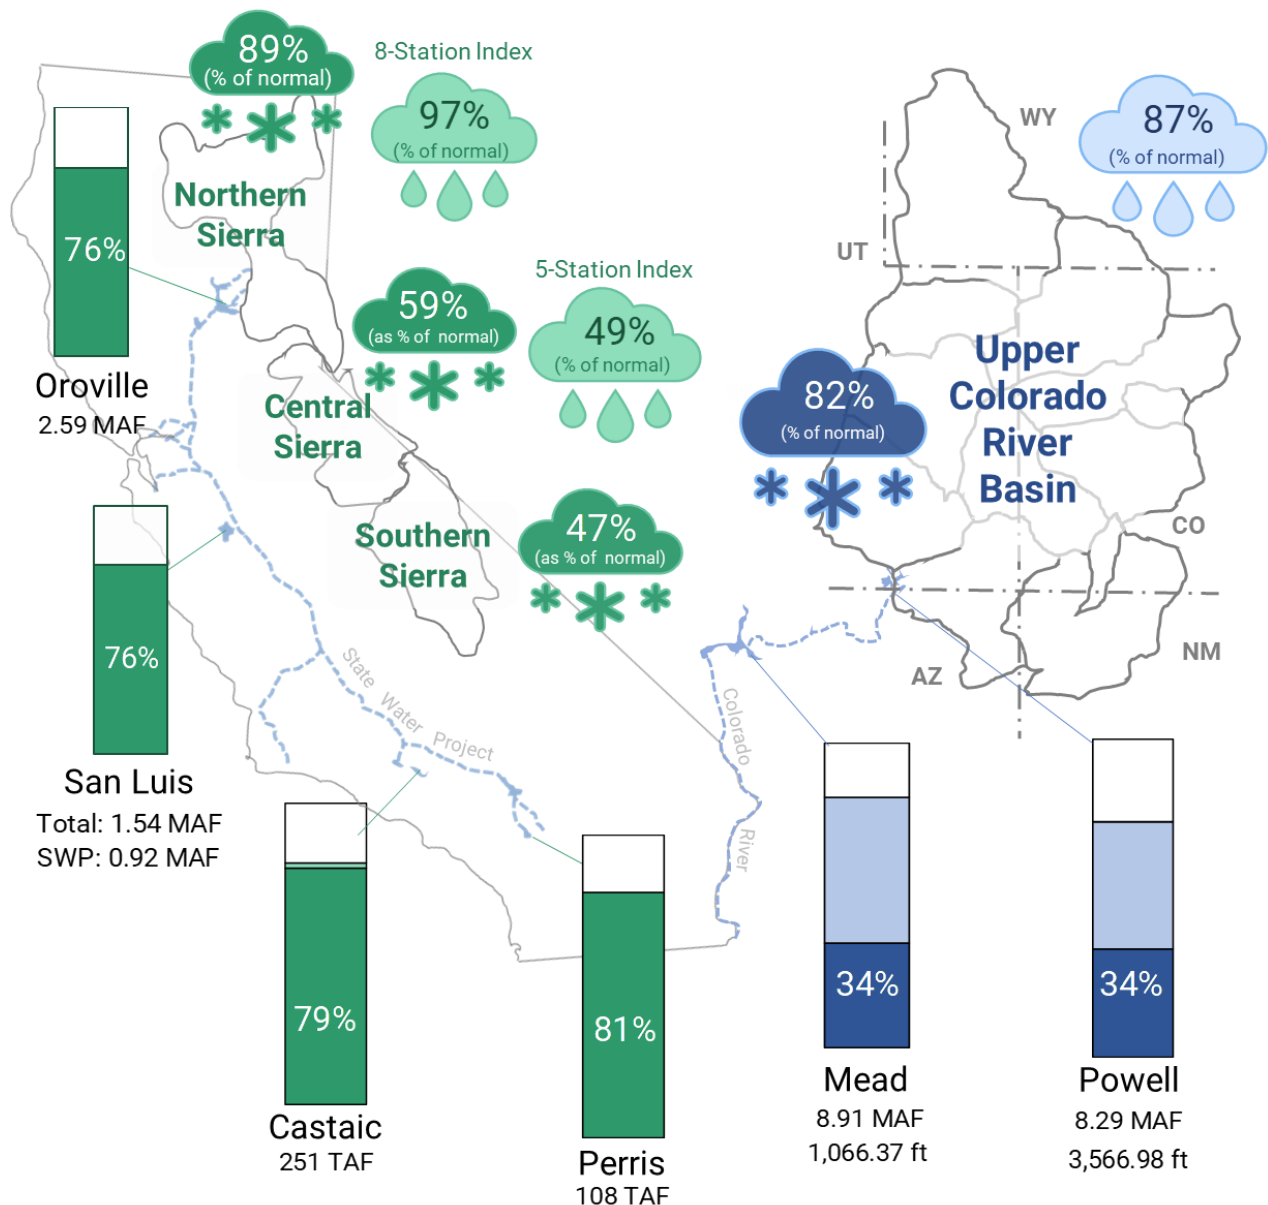 89%
(% of normal)
8-Station Index
97%
(% of normal)
Northern
Sierra
76%
Oroville
2.59 MAF
59%
(as % of normal)
5-Station Index
49%
(% of normal)
Central
Sierra
47%
(as % of normal)
Southern
Sierra
76%
San Luis
Total: 1.54 MAF
SWP: 0.92 MAF
State Water Project
79%
Castaic
251 TAF
81%
Perris
108 TAF
Colorado River
WY
87%
(% of normal)
UT
82%
(% of normal)
Upper
Colorado
River
Basin
CO
NM
AZ
34%
Mead
8.91 MAF
1,066.37 ft
34%
Powell
8.29 MAF
3,566.98 ft